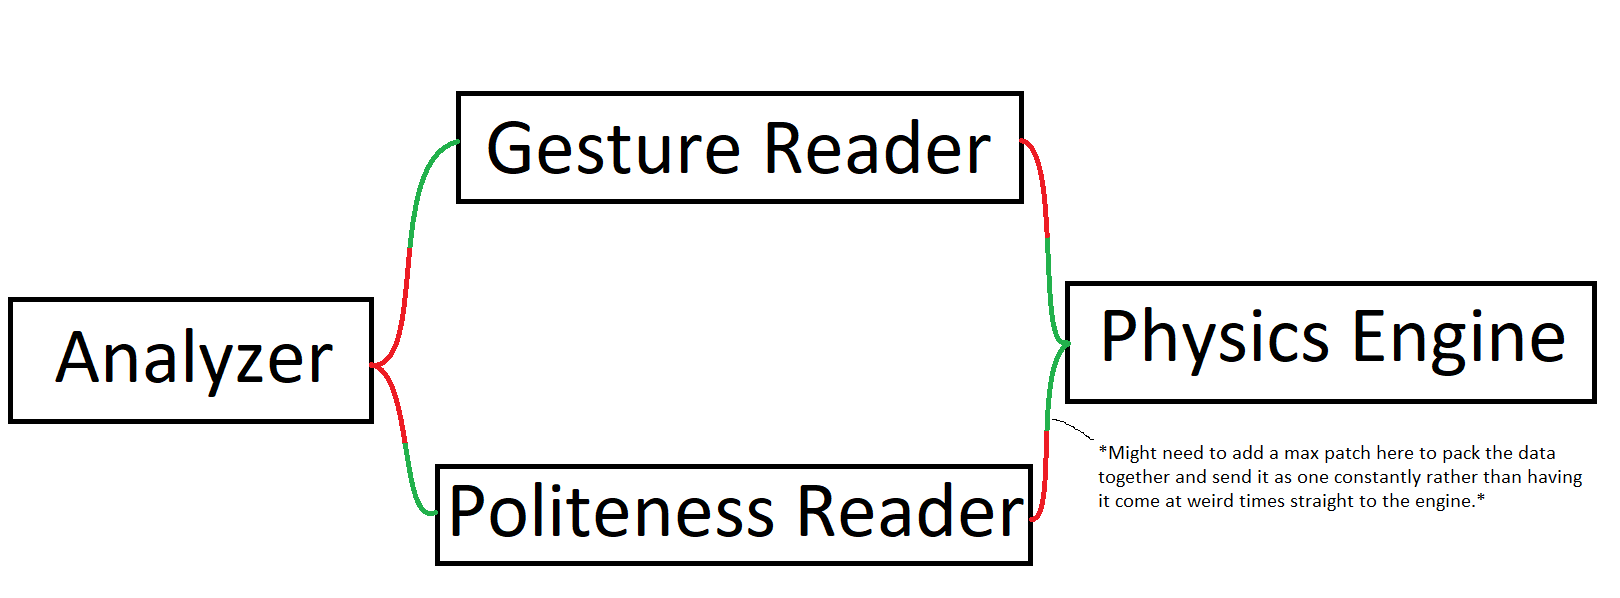 Gesture Reader
Analyzer
Physics Engine
*Might need to add a max patch here to pack the data
together and send it as one constantly rather than having
it come at weird times straight to the engine.*
Politeness Reader